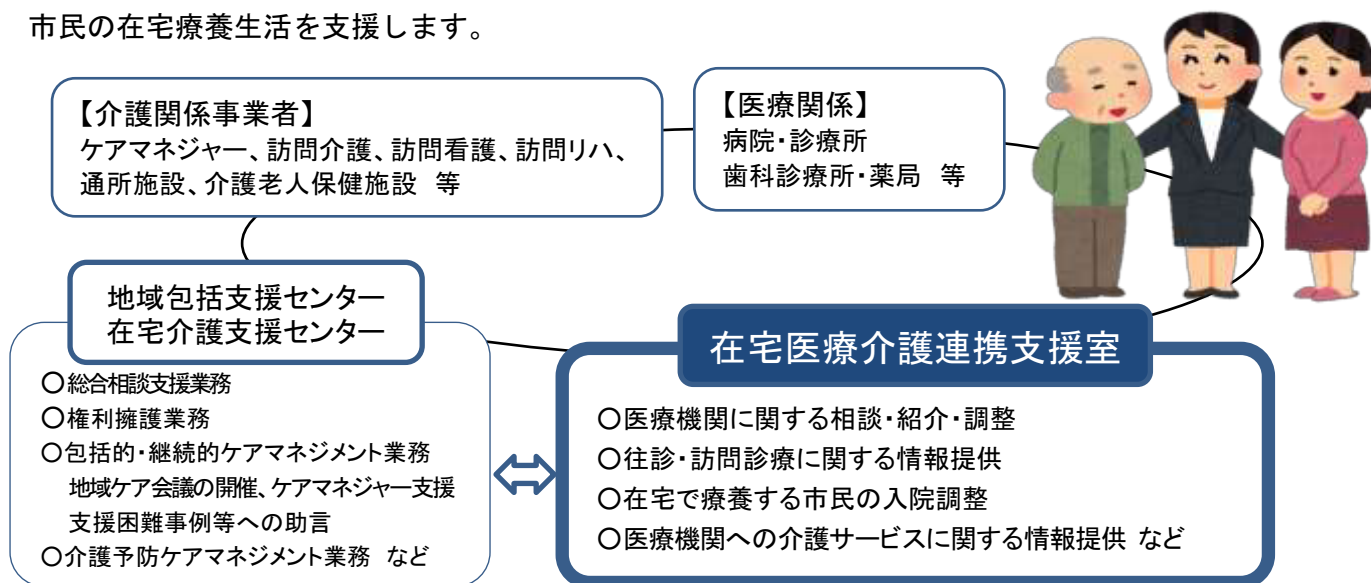 市民の在宅療養生活を支援します。
【介護関係事業者】
ケアマネジャー、訪問介護、訪問看護、訪問リハ、
通所施設、介護老人保健施設　等
【医療関係】
病院・診療所
歯科診療所・薬局　等
地域包括支援センター
在宅介護支援センター
〇総合相談支援業務
〇権利擁護業務
〇包括的・継続的ケアマネジメント業務
地域ケア会議の開催、ケアマネジャー支援
支援困難事例等への助言
〇介護予防ケアマネジメント業務　など
在宅医療介護連携支援室
〇医療機関に関する相談・紹介・調整
〇往診・訪問診療に関する情報提供
〇在宅で療養する市民の入院調整
〇医療機関への介護サービスに関する情報提供　など